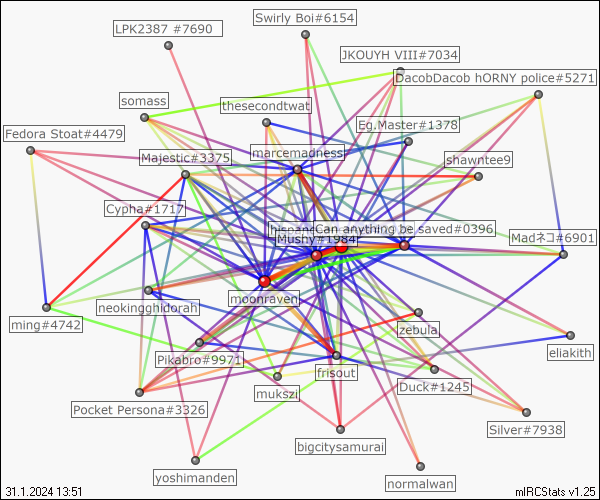 LPK2387 #7690
Swirly Boi#6154
JKOUYH VIII#7034
DacobDacob hORNY police#5271
somass
thesecondtwat
Fedora Stoat#4479
Eg.Master#1378
marcemadness
Majestic#3375
shawntee9
Cypha#1717
Can anything be saved#0396
Mushy#1984
Madネコ#6901
moonraven
neokingghidorah
ming#4742
zebula
eliakith
Pikabro#9971
frisout
Duck#1245
mukszi
Pocket Persona#3326
Silver#7938
bigcitysamurai
yoshimanden
normalwan
31.1.2024 13:51
mIRCStats v1.25